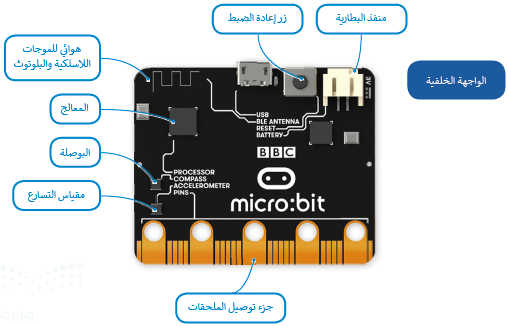 منفذ البطارية
زر إعادة الضبط
هوائي للموجات
اللاسلكية والبلوتوث
الواجهة الخلفية
المعالج
3V
USB
BLE ANTENNA
RESET
BATTERY
البوصلة
BBC
PROCESSOR
COMPASS
ACCELEROMETER
PINS
مقياس التسارع
micro:bit
جزء توصيل الملحقات